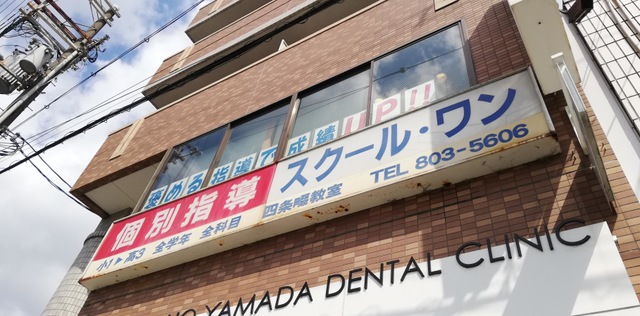 褒める指導で成績UP!!
個別指導
スクール・ワン
小1▶高3 全学年 全科目
四条畷教室
TEL 803-5606
YAMADA DENTAL CLINIC